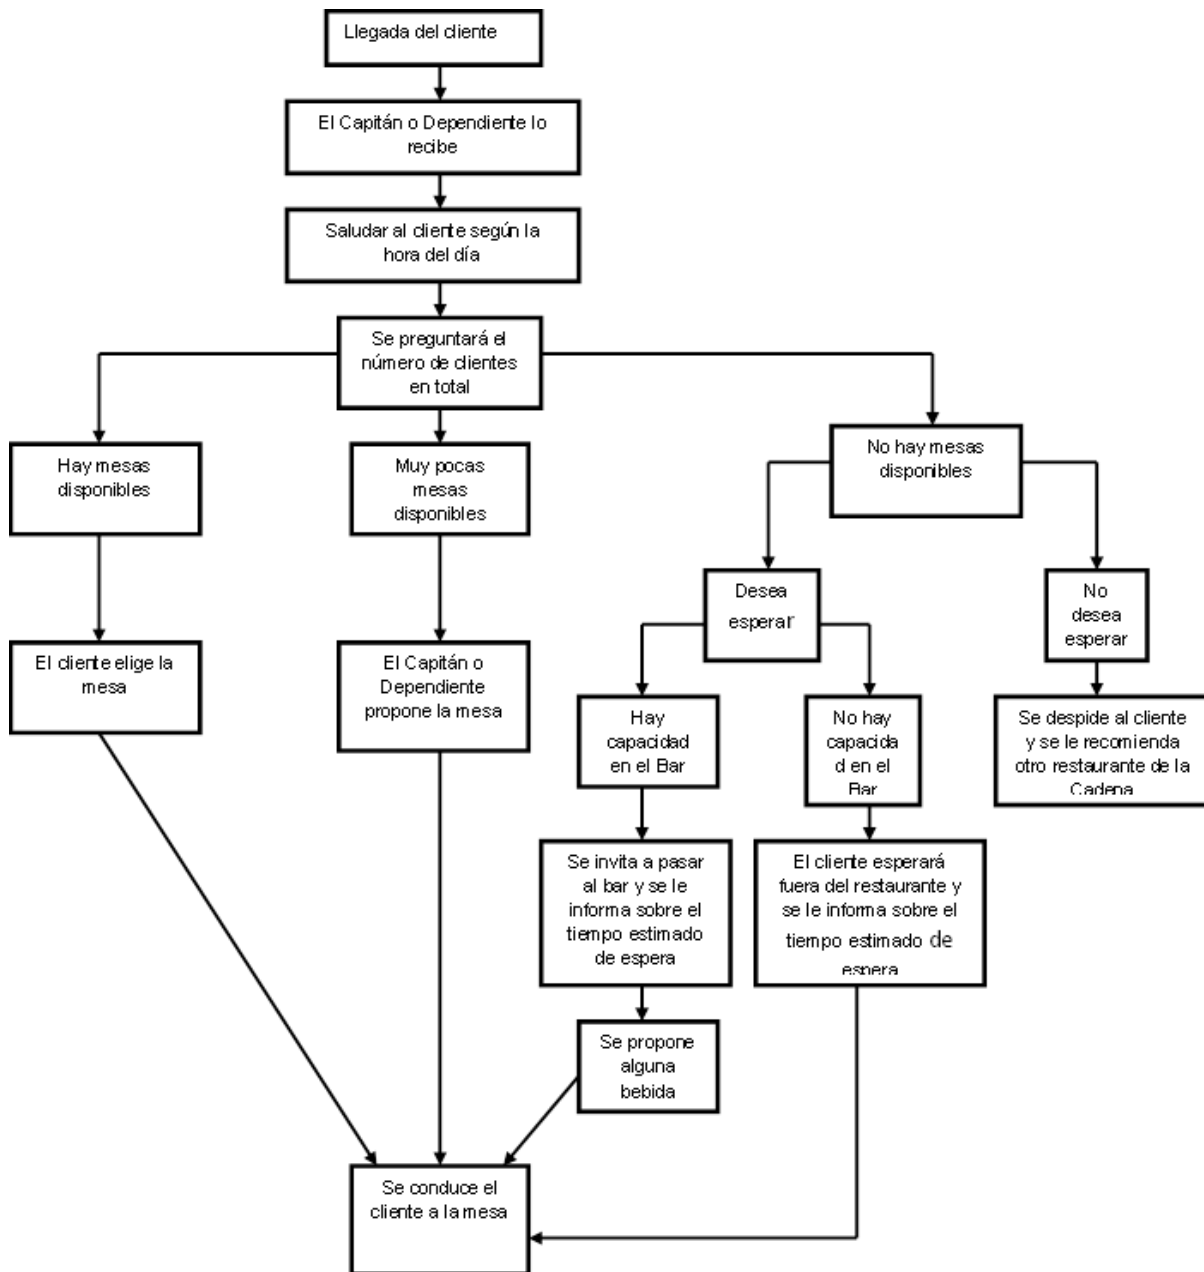 Llegada del cliente
El Capitán o Dependiente lo
recibe
Saludar al cliente según la
hora del día
Se preguntará el
número de clientes
en total
Hay mesas
disponibles
Muy pocas
mesas
disponibles
No hay mesas
disponibles
Desea
esperar
No
desea
esperar
El cliente elige la
mesa
El Capitán o
Dependiente
propone la mesa
Hay
capacidad
en el Bar
No hay
capacida
d en el
Bar
Se despide al cliente
y se le recomienda
otro restaurante de la
Cadena
Se invita a pasar
al bar y se le
informa sobre el
tiempo estimado
de espera
El cliente esperará
fuera del restaurante y
se le informa sobre el
tiempo estimado de
espera
Se propone
alguna
bebida
Se conduce el
cliente a la mesa